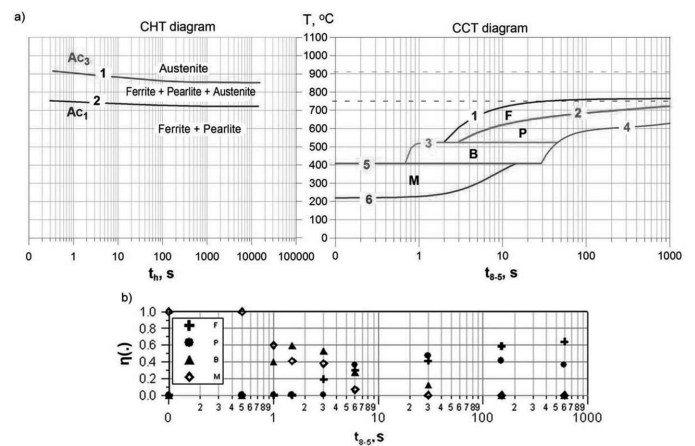 a)
CHT diagram
T, °C
CCT diagram
1100
1000
900
800
700
600
500
400
300
200
100
0
Ac3
1
Austenite
Ferrite + Pearlite + Austenite
2
Ac1
Ferrite + Pearlite
0 1 10 100 1000 10000 100000
th, s
1
F
2
P
3
4
B
5
M
6
0 1 10 100 1000
t8-5, s
b)
η(.)
1.0
0.8
0.6
0.4
0.2
0.0
F
P
B
M
0 2 3 4 5 6 7 8 9 0 2 3 4 5 6 7 8 9 10 2 3 4 5 6 7 8 9 100 2 3 4 5 6 7 8 9 1000
t8-5, s